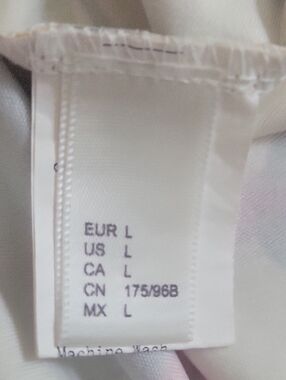 EUR L
US L
CA L
CN 175/96B
MX L
Machine Wash